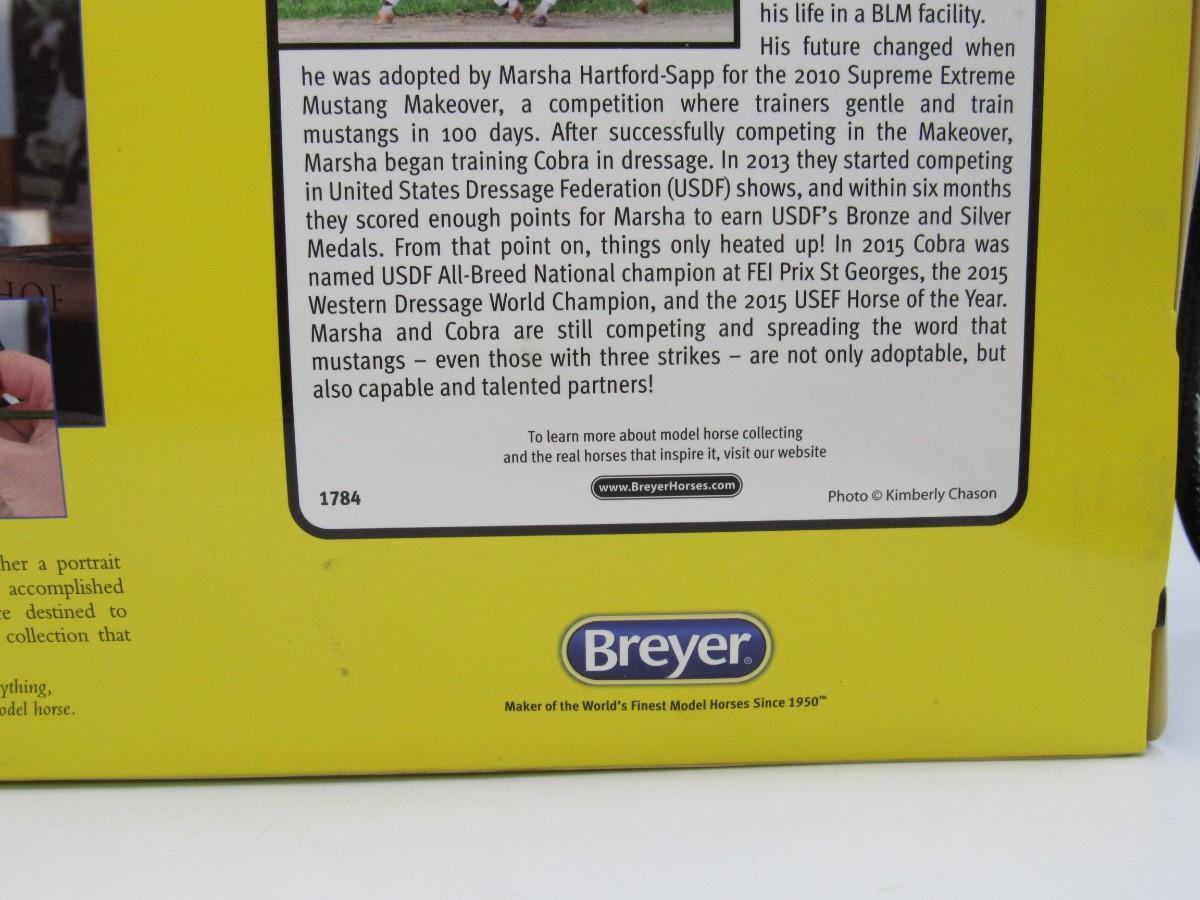 his life in a BLM facility.
His future changed when
he was adopted by Marsha Hartford-Sapp for the 2010 Supreme Extreme
Mustang Makeover, a competition where trainers gentle and train
mustangs in 100 days. After successfully competing in the Makeover,
Marsha began training Cobra in dressage. In 2013 they started competing
in United States Dressage Federation (USDF) shows, and within six months
they scored enough points for Marsha to earn USDF's Bronze and Silver
Medals. From that point on, things only heated up! In 2015 Cobra was
named USDF All-Breed National champion at FEI Prix St Georges, the 2015
Western Dressage World Champion, and the 2015 USEF Horse of the Year.
Marsha and Cobra are still competing and spreading the word that
mustangs – even those with three strikes – are not only adoptable, but
also capable and talented partners!
To learn more about model horse collecting
and the real horses that inspire it, visit our website
www.BreyerHorses.com
1784
Photo © Kimberly Chason
a portrait
accomplished
destined to
collection that
horse.
Breyer®
Maker of the World's Finest Model Horses Since 1950™